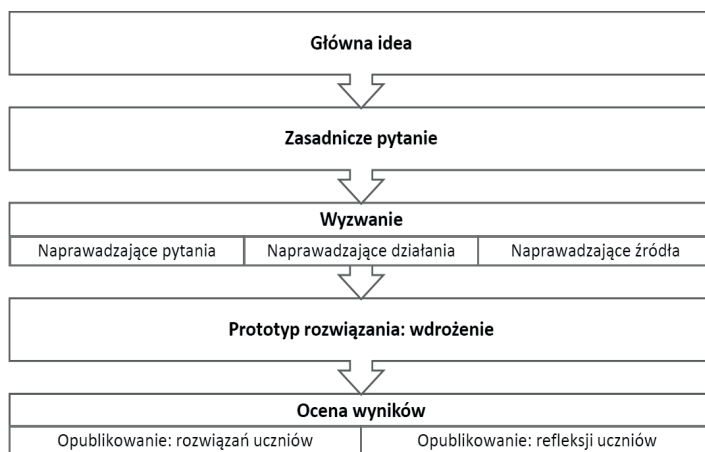 Główna idea
Zasadnicze pytanie
Wyzwanie
Naprawadzające pytania
Naprawadzające działania
Naprawadzające źródła
Prototyp rozwiązania: wdrożenie
Ocena wyników
Opublikowanie: rozwiązań uczniów
Opublikowanie: refleksji uczniów